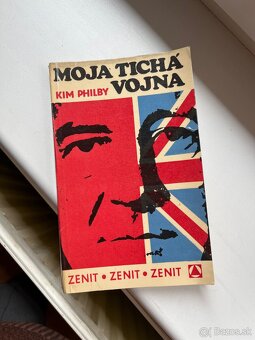 MOJA TICHÁ
KIM PHILBY VOJNA
ZENIT • ZENIT • ZENIT
bazos.sk